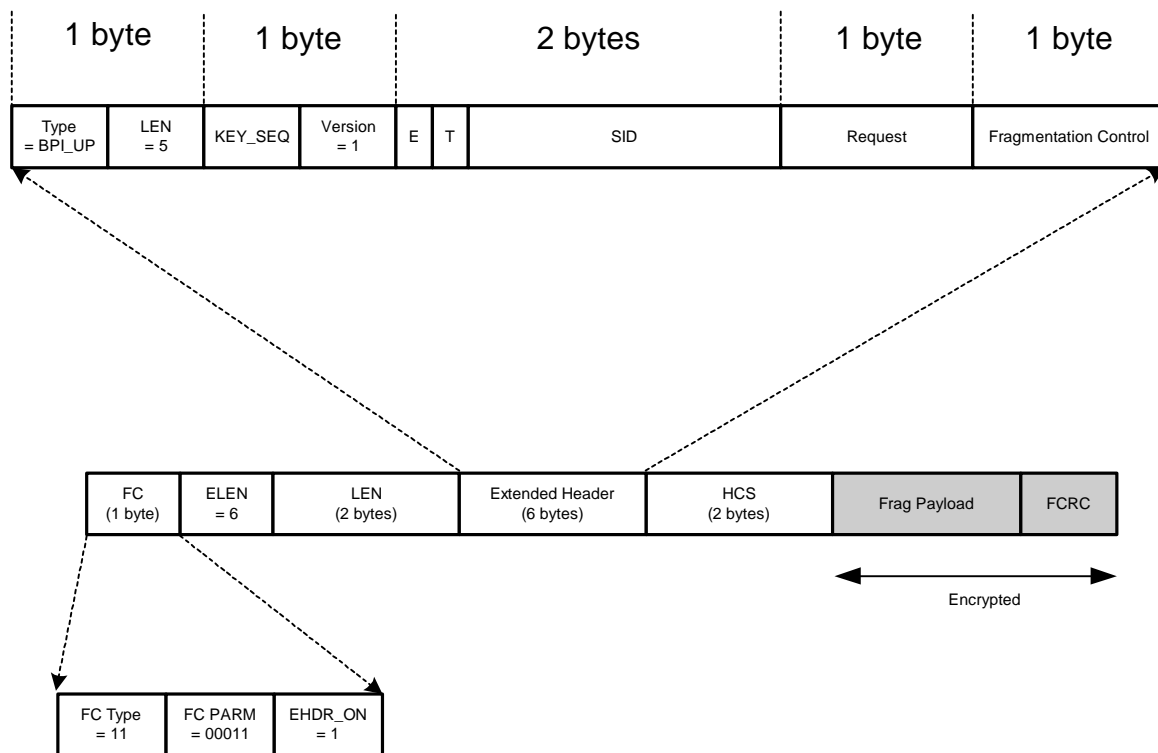 1 byte
1 byte
2 bytes
1 byte
1 byte
Type
= BPI_UP
LEN
= 5
KEY_SEQ
Version
= 1
E
T
SID
Request
Fragmentation Control
FC
(1 byte)
ELEN
= 6
LEN
(2 bytes)
Extended Header
(6 bytes)
HCS
(2 bytes)
Frag Payload
FCRC
Encrypted
FC Type
= 11
FC PARM
= 00011
EHDR_ON
= 1